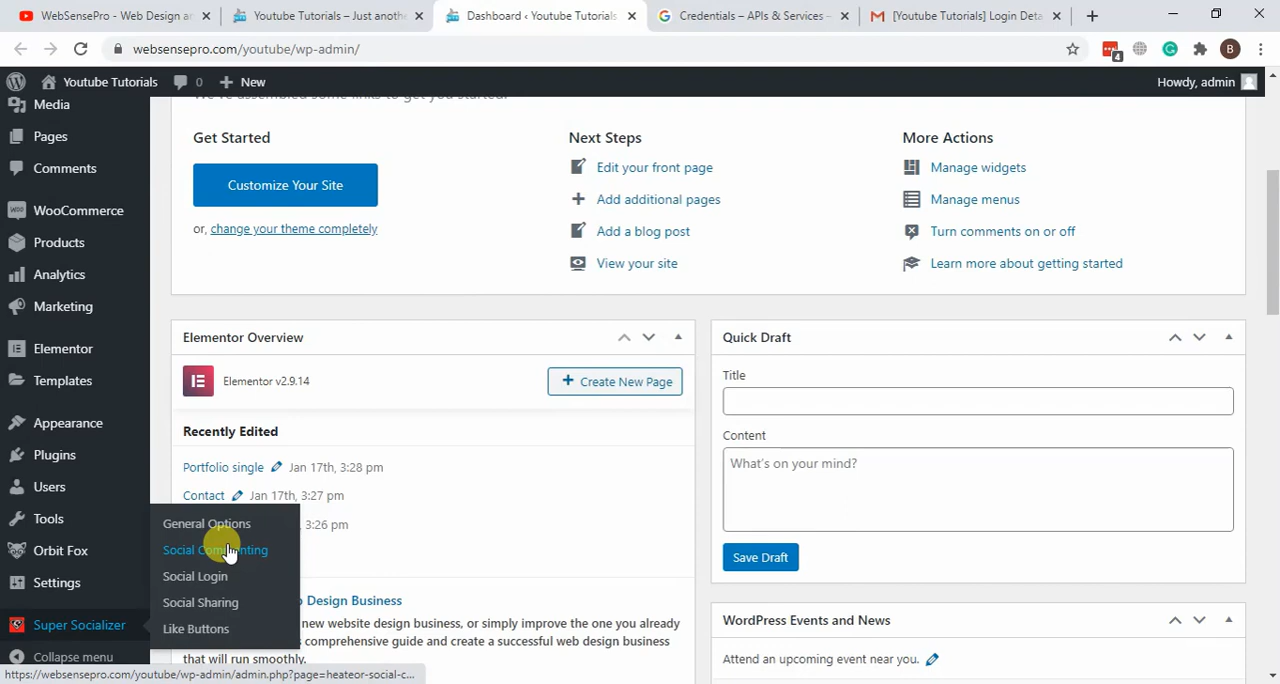 WebSensePro - Web Design an
Youtube Tutorials – Just anothe
Dashboard ‹ Youtube Tutorials
Credentials – APIs & Services –
[Youtube Tutorials] Login Deta
websensepro.com/youtube/wp-admin/
4
B
Youtube Tutorials
0
New
Howdy, admin
Media
Pages
Comments
WooCommerce
Products
Analytics
Marketing
Elementor
Templates
Appearance
Plugins
Users
Tools
Orbit Fox
Settings
Super Socializer
Collapse menu
General Options
Social Commenting
Social Login
Social Sharing
Like Buttons
We've assembled some links to get you started:
Get Started
Customize Your Site
or, change your theme completely
Next Steps
Edit your front page
Add additional pages
Add a blog post
View your site
More Actions
Manage widgets
Manage menus
Turn comments on or off
Learn more about getting started
Elementor Overview
Elementor v2.9.14
Create New Page
Recently Edited
Portfolio single Jan 17th, 3:28 pm
Contact Jan 17th, 3:27 pm
3:26 pm
Design Business
new website design business, or simply improve the one you already
comprehensive guide and create a successful web design business
that will run smoothly.
Quick Draft
Title
Content
What's on your mind?
Save Draft
WordPress Events and News
Attend an upcoming event near you.
https://websensepro.com/youtube/wp-admin/admin.php?page=heateor-social-c...